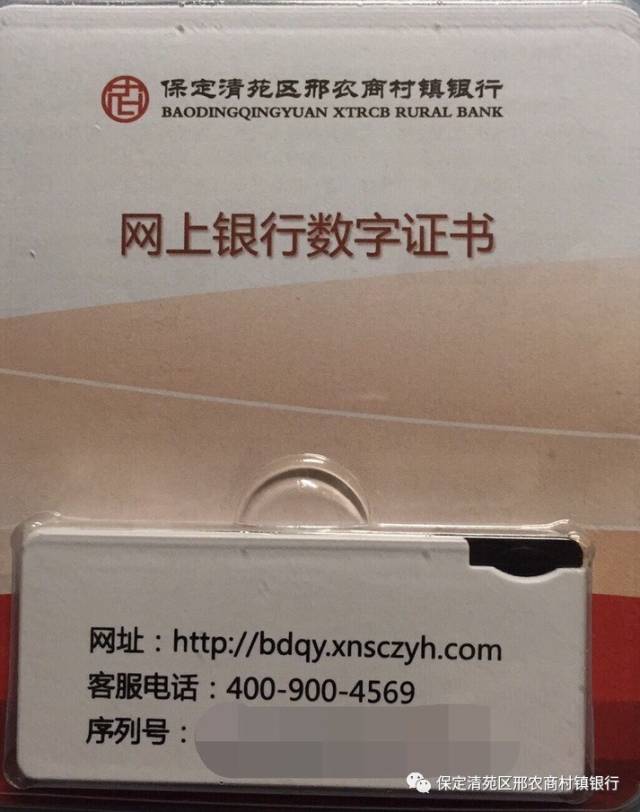 保定清苑区邢农商村镇银行
BAODINGQINGYUAN XTRCB RURAL BANK
网上银行数字证书
网址：http://bdqy.xnsczyh.com
客服电话：400-900-4569
序列号：
保定清苑区邢农商村镇银行